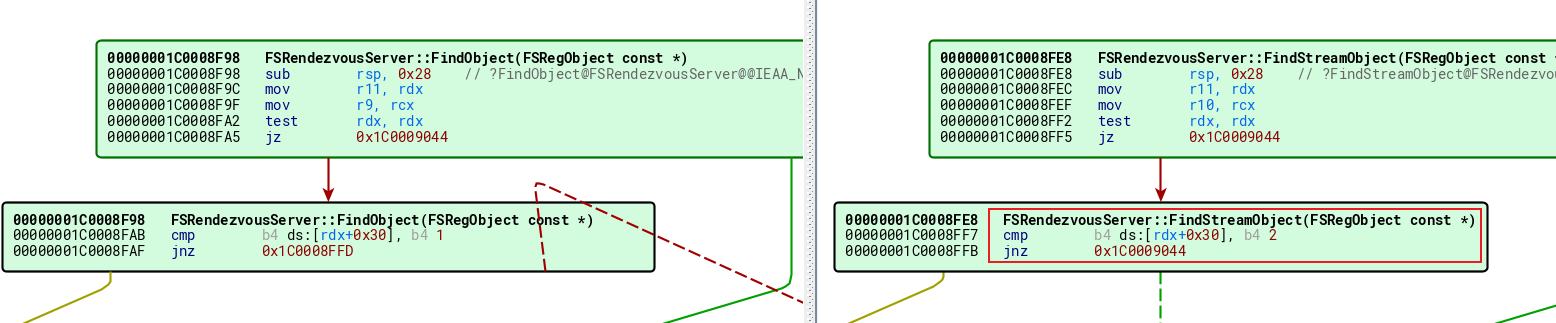 00000001C0008F98 FSRendezvousServer::FindObject(FSRegObject const *)
00000001C0008F98 sub rsp, 0x28 // ?FindObject@FSRendezvousServer@@IEAA_N
00000001C0008F9C mov r11, rdx
00000001C0008F9F mov r9, rcx
00000001C0008FA2 test rdx, rdx
00000001C0008FA5 jz 0x1C0009044
00000001C0008F98 FSRendezvousServer::FindObject(FSRegObject const *)
00000001C0008FAB cmp b4 ds:[rdx+0x30], b4 1
00000001C0008FAF jnz 0x1C0008FFD
00000001C0008FE8 FSRendezvousServer::FindStreamObject(FSRegObject const
00000001C0008FE8 sub rsp, 0x28 // ?FindStreamObject@FSRendezvou
00000001C0008FEC mov r11, rdx
00000001C0008FEF mov r10, rcx
00000001C0008FF2 test rdx, rdx
00000001C0008FF5 jz 0x1C0009044
00000001C0008FE8 FSRendezvousServer::FindStreamObject(FSRegObject const *)
00000001C0008FF7 cmp b4 ds:[rdx+0x30], b4 2
00000001C0008FFB jnz 0x1C0009044